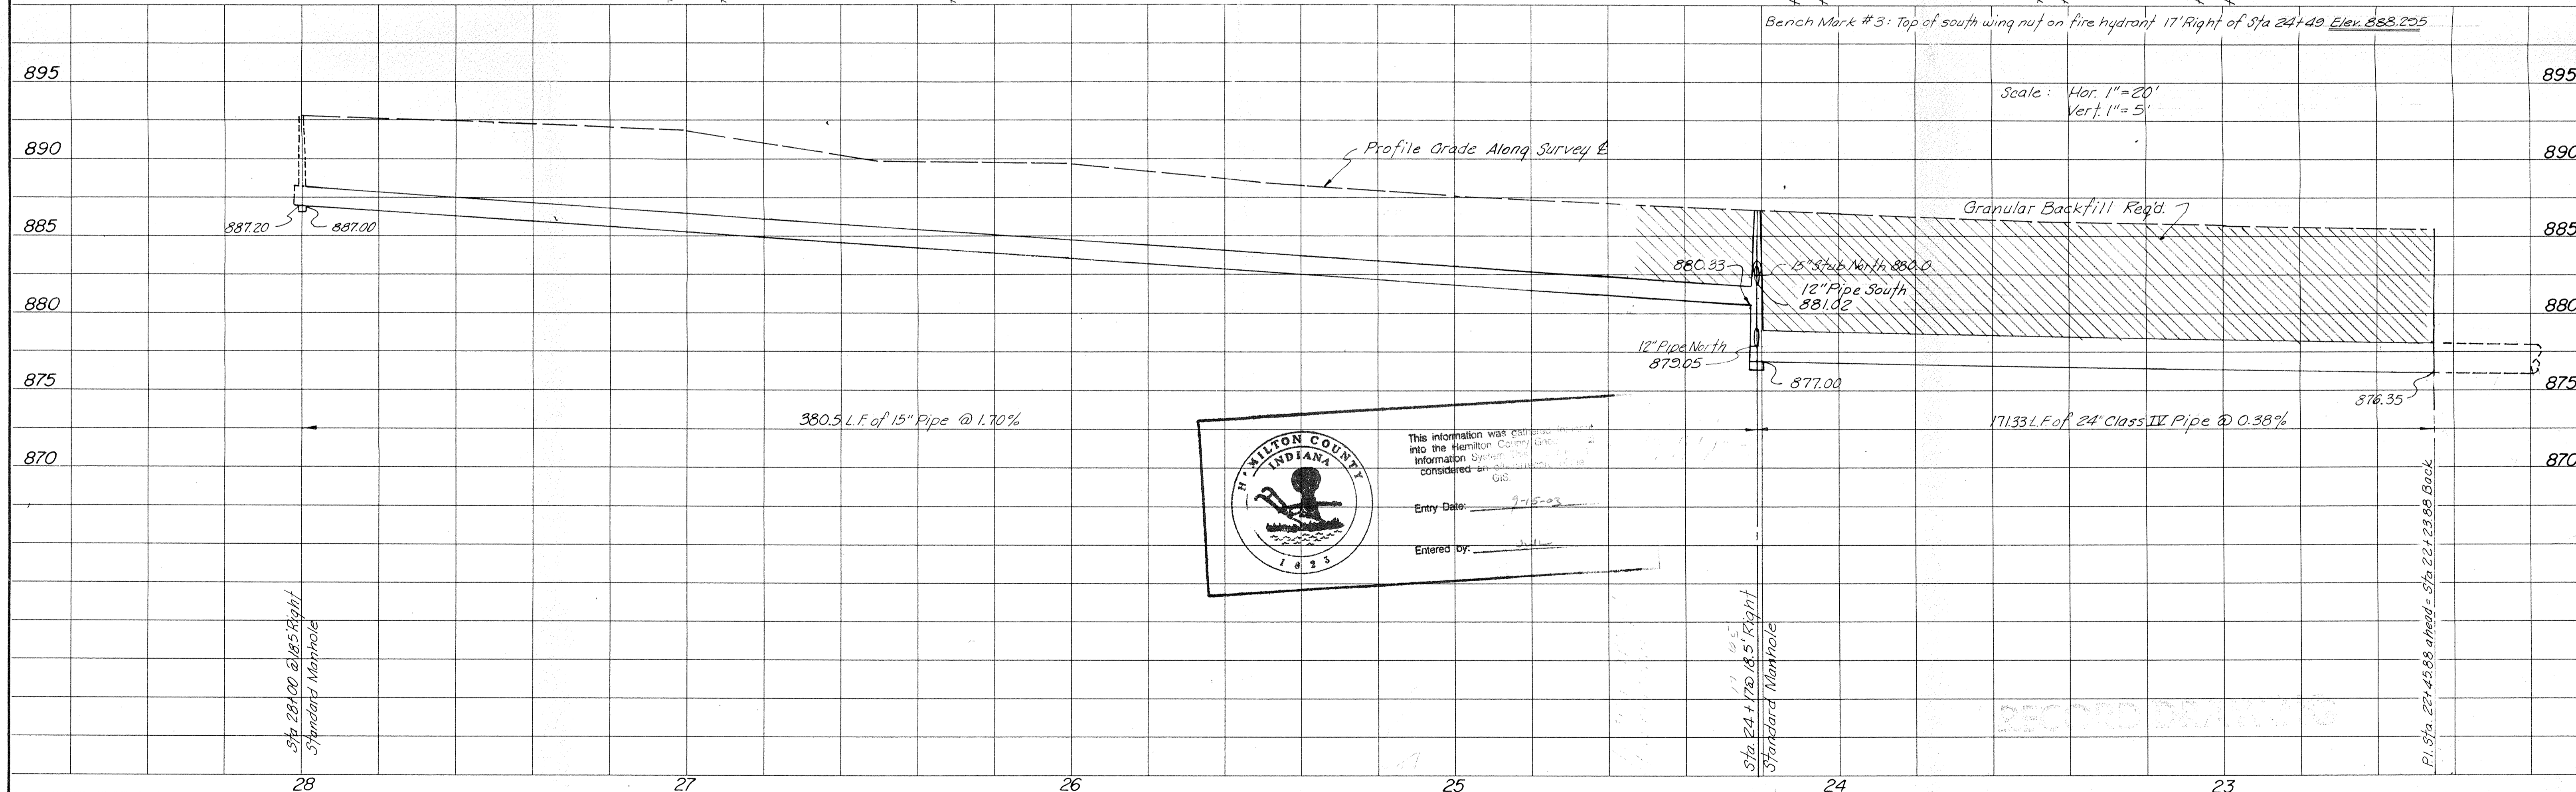 Bench Mark #3: Top of south wing nut on fire hydrant 17' Right of Sta 24+49 Elev. 888.295
895
895
Scale: Hor. 1"=20'
Vert. 1"=5'
890
Profile Grade Along Survey ℄
890
Granular Backfill Req'd.
887.20
887.00
885
885
880.33
15" Stub North 880.0
12" Pipe South
881.02
880
880
12" Pipe North
879.05
877.00
875
875
876.35
380.5 L.F. of 15" Pipe @ 1.70%
171.33 L.F. of 24" Class IV Pipe @ 0.38%
870
870
HAMILTON COUNTY
INDIANA
1823
This information was gathered
into the Hamilton County
Information System
considered an
GIS.
Entry Date: 9-15-03
Entered by:
Sta 28+00 @ 18.5' Right
Standard Manhole
Sta. 24+17 @ 18.5' Right
Standard Manhole
P.I. Sta. 22+45.88 ahead = Sta 22+23.88 Back
RECORD DRAWING
28
27
26
25
24
23